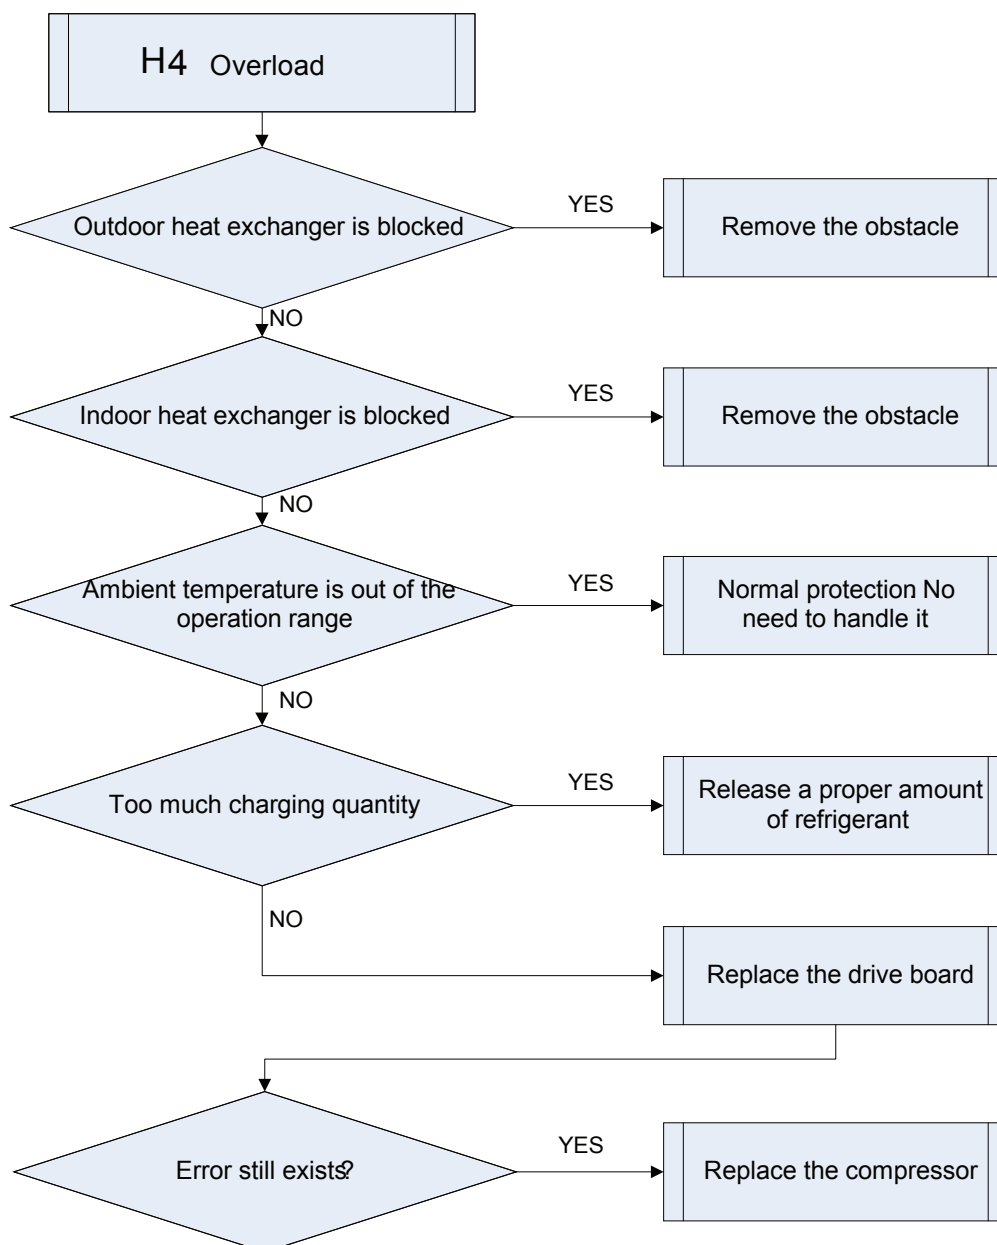 H4 Overload
Outdoor heat exchanger is blocked
YES
Remove the obstacle
NO
Indoor heat exchanger is blocked
YES
Remove the obstacle
NO
Ambient temperature is out of the
operation range
YES
Normal protection. No
need to handle it
NO
Too much charging quantity
YES
Release a proper amount
of refrigerant
NO
Replace the drive board
Error still exists?
YES
Replace the compressor